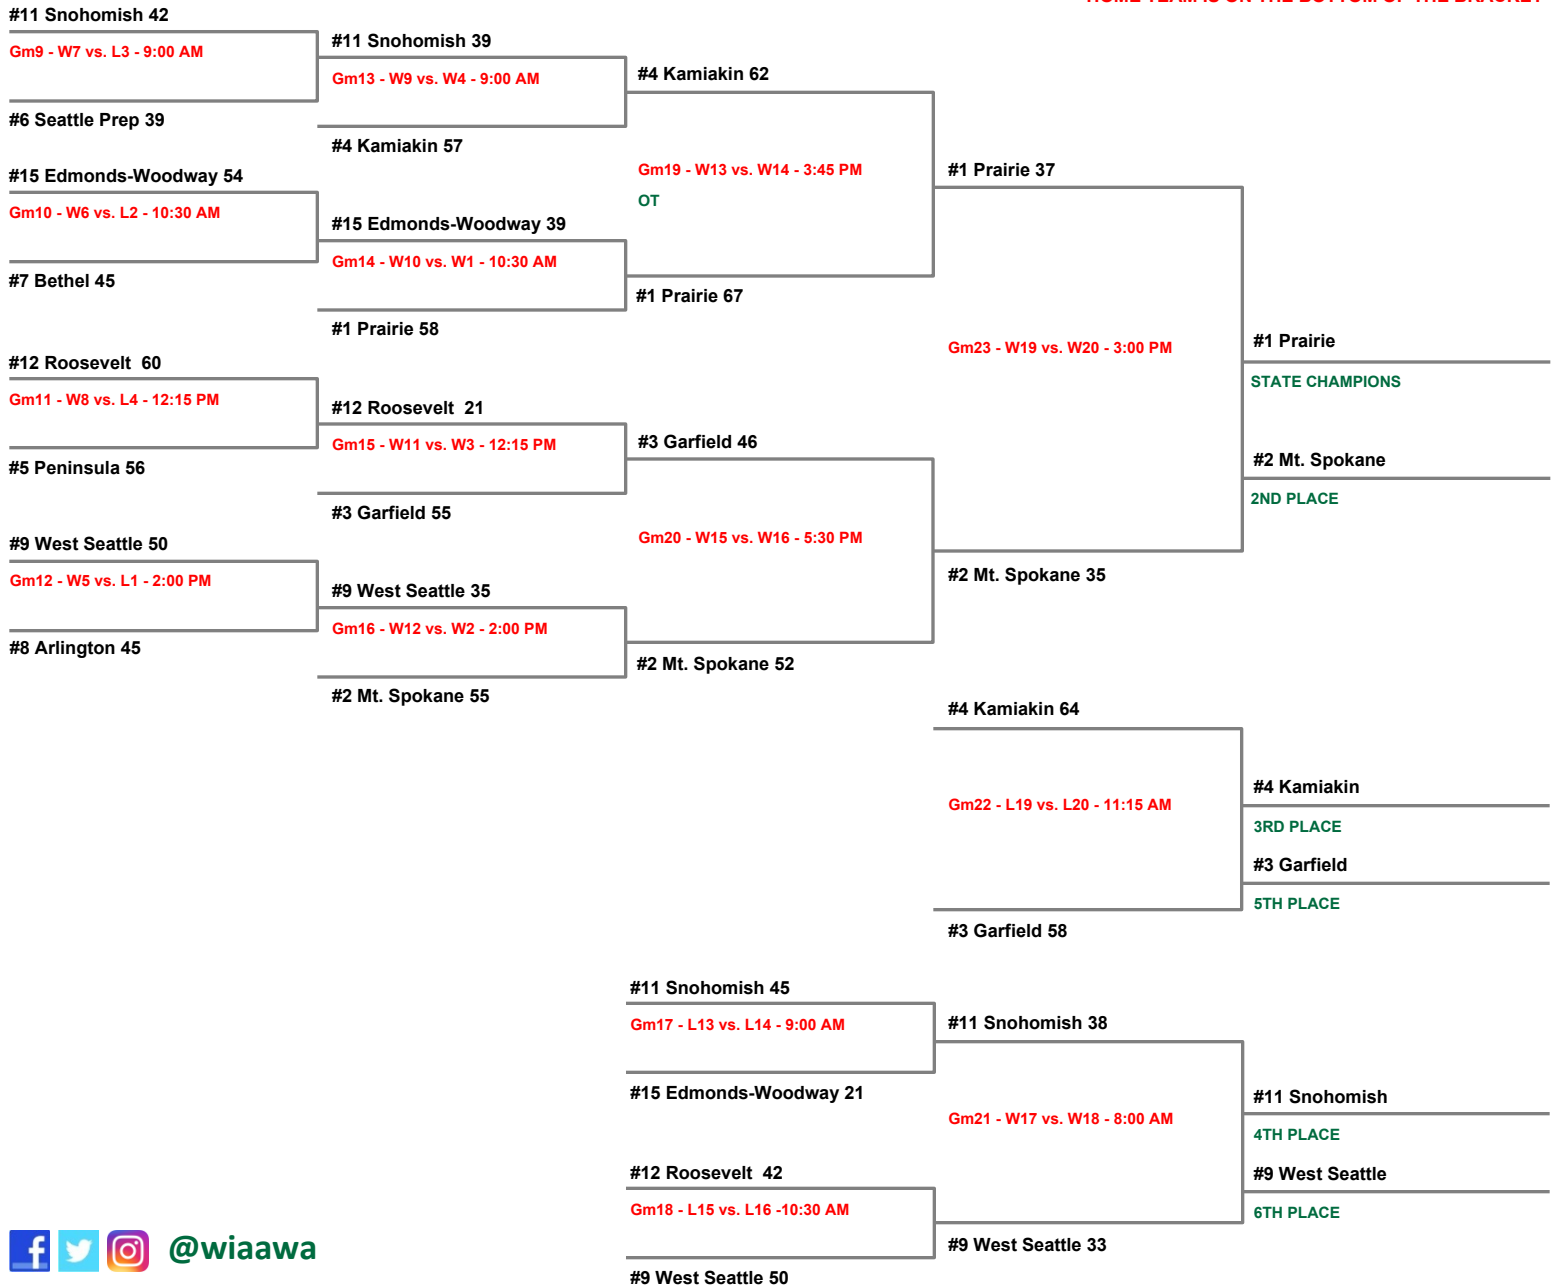 HOME TEAM IS ON THE BOTTOM OF THE BRACKET
#11 Snohomish 42
Gm9 - W7 vs. L3 - 9:00 AM
#6 Seattle Prep 39
#15 Edmonds-Woodway 54
Gm10 - W6 vs. L2 - 10:30 AM
#7 Bethel 45
#12 Roosevelt  60
Gm11 - W8 vs. L4 - 12:15 PM
#5 Peninsula 56
#9 West Seattle 50
Gm12 - W5 vs. L1 - 2:00 PM
#8 Arlington 45
#11 Snohomish 39
Gm13 - W9 vs. W4 - 9:00 AM
#4 Kamiakin 57
#15 Edmonds-Woodway 39
Gm14 - W10 vs. W1 - 10:30 AM
#1 Prairie 58
#12 Roosevelt  21
Gm15 - W11 vs. W3 - 12:15 PM
#3 Garfield 55
#9 West Seattle 35
Gm16 - W12 vs. W2 - 2:00 PM
#2 Mt. Spokane 55
#4 Kamiakin 62
Gm19 - W13 vs. W14 - 3:45 PM
OT
#1 Prairie 67
#3 Garfield 46
Gm20 - W15 vs. W16 - 5:30 PM
#2 Mt. Spokane 52
#1 Prairie 37
Gm23 - W19 vs. W20 - 3:00 PM
#2 Mt. Spokane 35
#1 Prairie
STATE CHAMPIONS
#2 Mt. Spokane
2ND PLACE
#4 Kamiakin 64
Gm22 - L19 vs. L20 - 11:15 AM
#3 Garfield 58
#4 Kamiakin
3RD PLACE
#3 Garfield
5TH PLACE
#11 Snohomish 45
Gm17 - L13 vs. L14 - 9:00 AM
#15 Edmonds-Woodway 21
#12 Roosevelt  42
Gm18 - L15 vs. L16 -10:30 AM
#9 West Seattle 50
#11 Snohomish 38
Gm21 - W17 vs. W18 - 8:00 AM
#9 West Seattle 33
#11 Snohomish
4TH PLACE
#9 West Seattle
6TH PLACE
@wiaawa